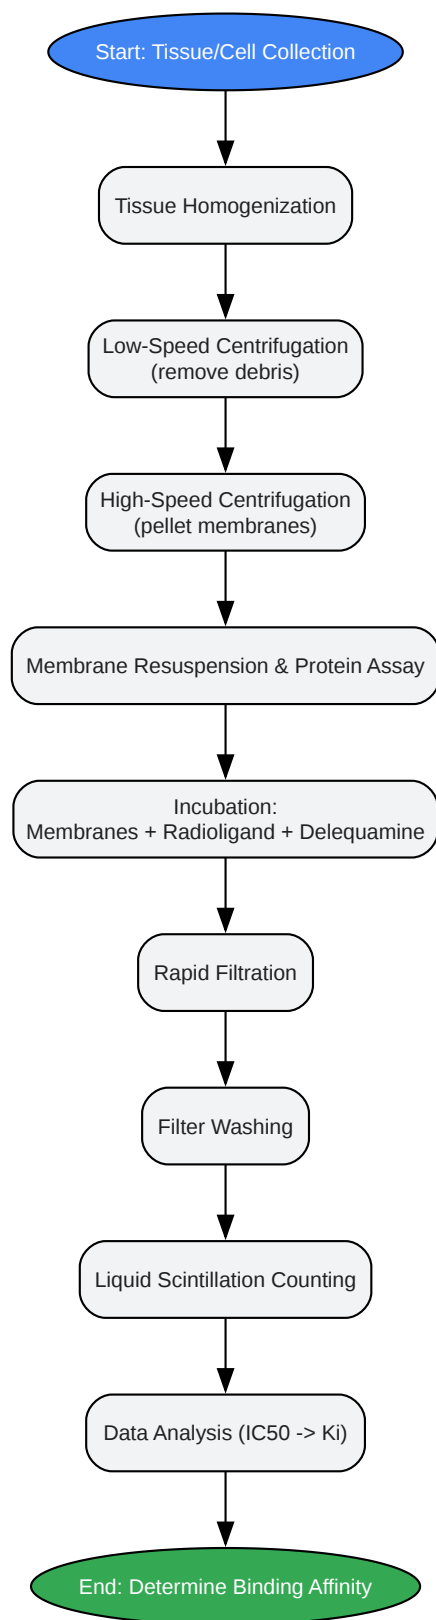 Start: Tissue/Cell Collection
Tissue Homogenization
Low-Speed Centrifugation
(remove debris)
High-Speed Centrifugation
(pellet membranes)
Membrane Resuspension & Protein Assay
Incubation:
Membranes + Radioligand + Delequamine
Rapid Filtration
Filter Washing
Liquid Scintillation Counting
Data Analysis (IC50 -> Ki)
End: Determine Binding Affinity